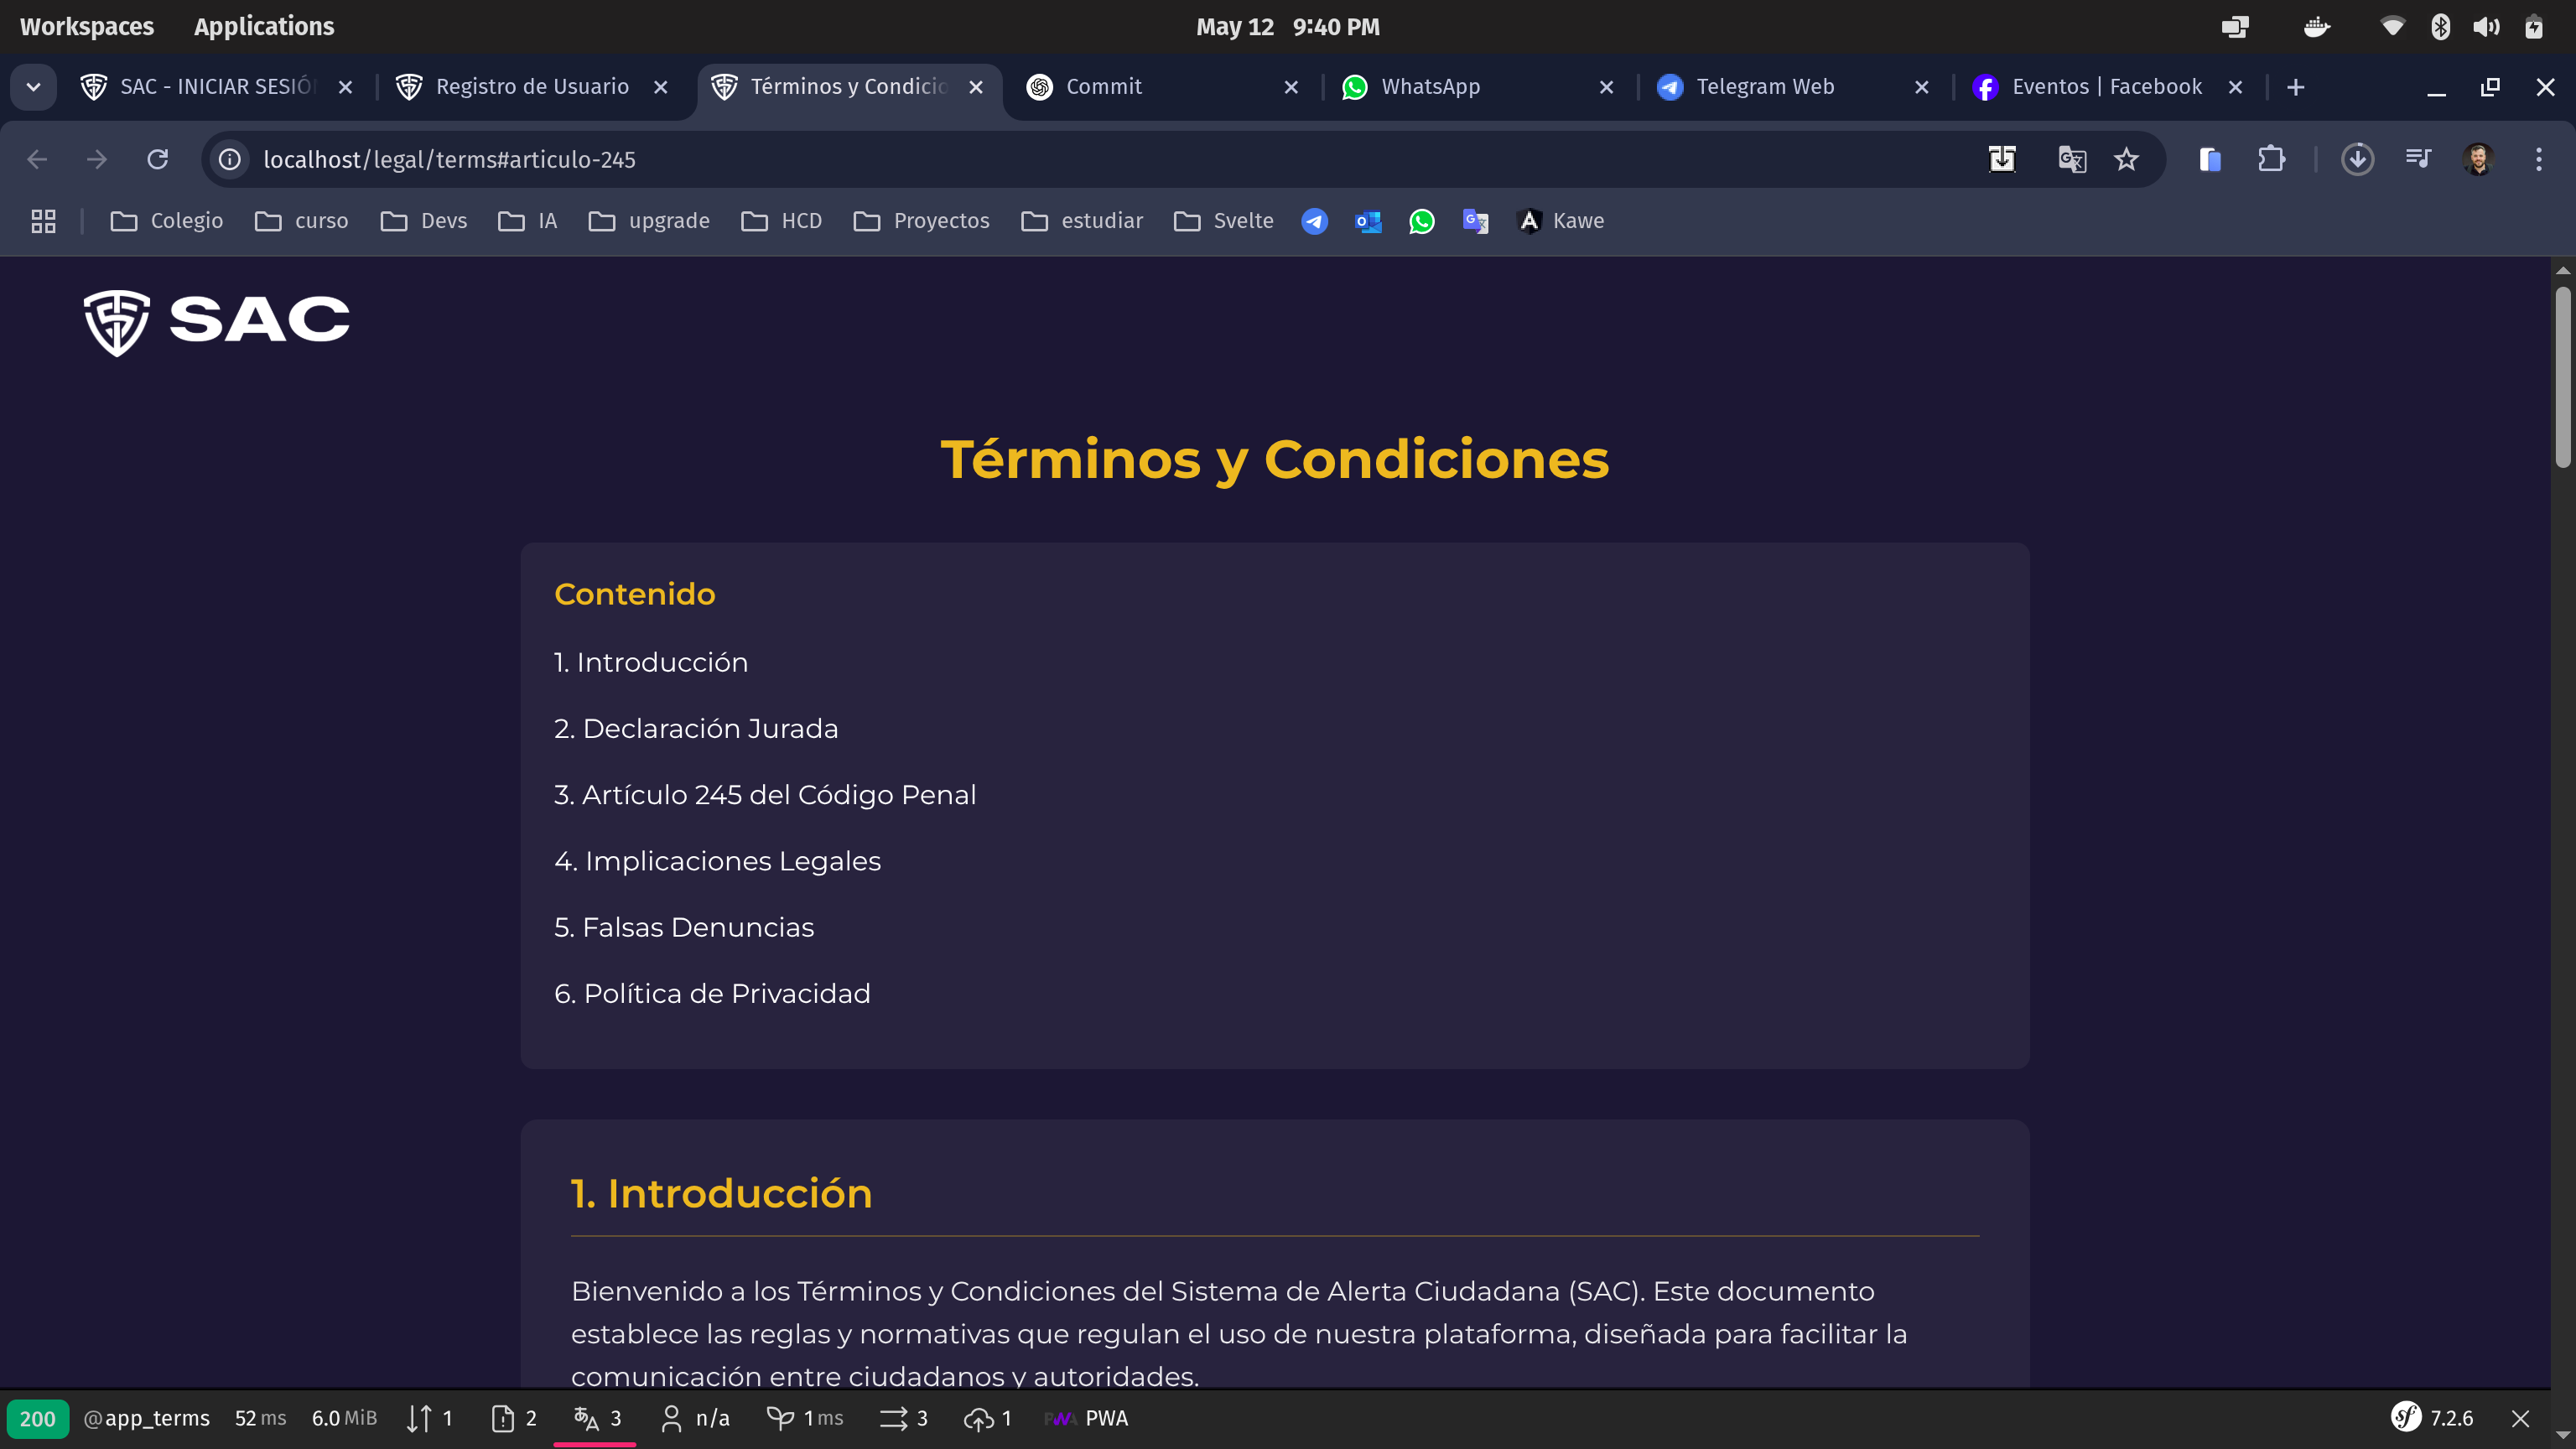 Workspaces Applications May 12 9:40 PM
SAC - INICIAR SESIÓ Registro de Usuario Términos y Condicio Commit WhatsApp Telegram Web Eventos | Facebook
localhost/legal/terms#articulo-245
Colegio curso Devs IA upgrade HCD Proyectos estudiar Svelte Kawe
SAC
Términos y Condiciones
Contenido
1. Introducción
2. Declaración Jurada
3. Artículo 245 del Código Penal
4. Implicaciones Legales
5. Falsas Denuncias
6. Política de Privacidad
1. Introducción
Bienvenido a los Términos y Condiciones del Sistema de Alerta Ciudadana (SAC). Este documento
establece las reglas y normativas que regulan el uso de nuestra plataforma, diseñada para facilitar la
comunicación entre ciudadanos y autoridades.
200 @app_terms 52 ms 6.0 MiB 1 2 3 n/a 1 ms 3 1 PWA PWA sf 7.2.6